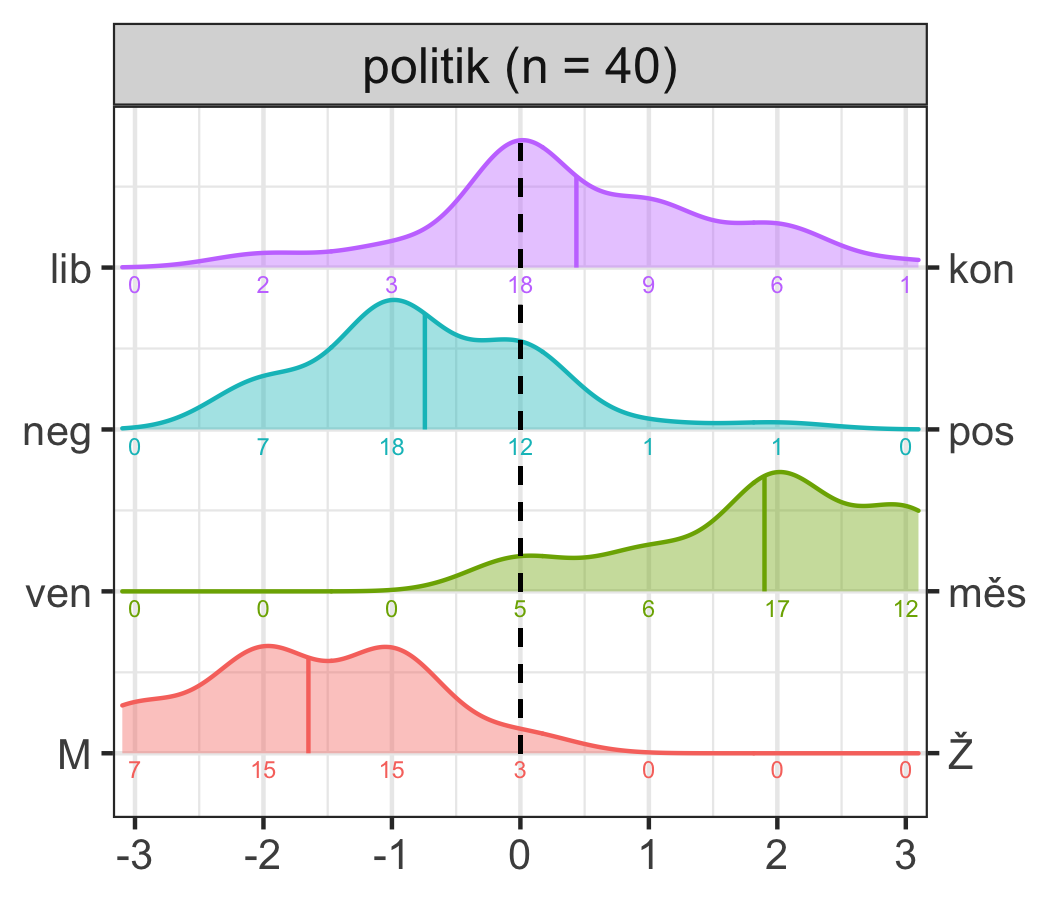 politik (n = 40)
lib kon
0 2 3 18 9 6 1
neg pos
0 7 18 12 1 1 0
ven měs
0 0 0 5 6 17 12
M Ž
7 15 15 3 0 0 0
-3 -2 -1 0 1 2 3